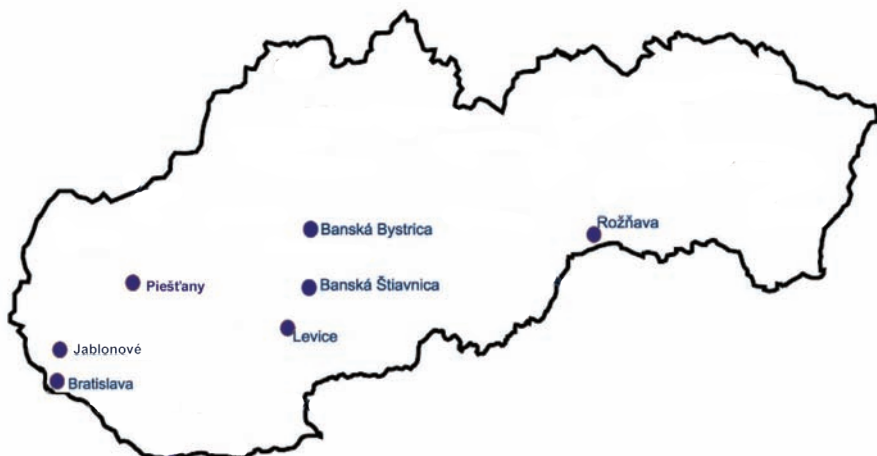 Banská Bystrica
Rožňava
Piešťany
Banská Štiavnica
Levice
Jablonové
Bratislava